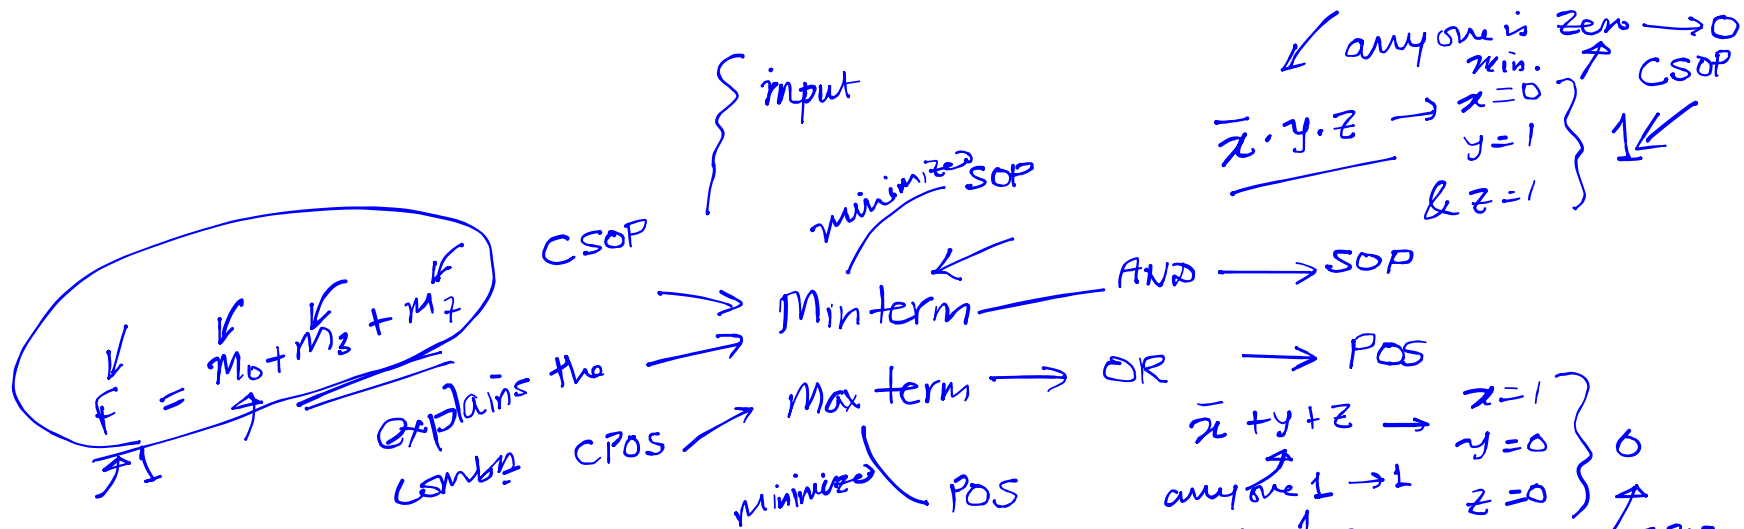 any one is zero → 0
min.
CSOP
input
x̄ . y . z → x = 0
y = 1
& z = 1
1
minimized SOP
CSOP
Minterm
AND → SOP
F = m0 + m3 + m7
1
explains the
combn
Max term → OR → POS
CPOS
x̄ + y + z → x = 1
y = 0
z = 0
0
any one 1 → 1
minimized POS